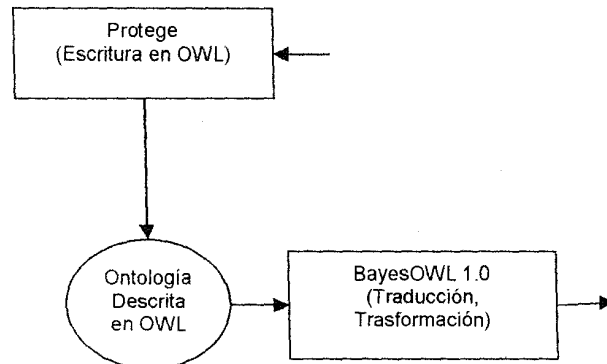 Protege
(Escritura en OWL)
Ontología
Descrita
en OWL
BayesOWL 1.0
(Traducción,
Trasformación)